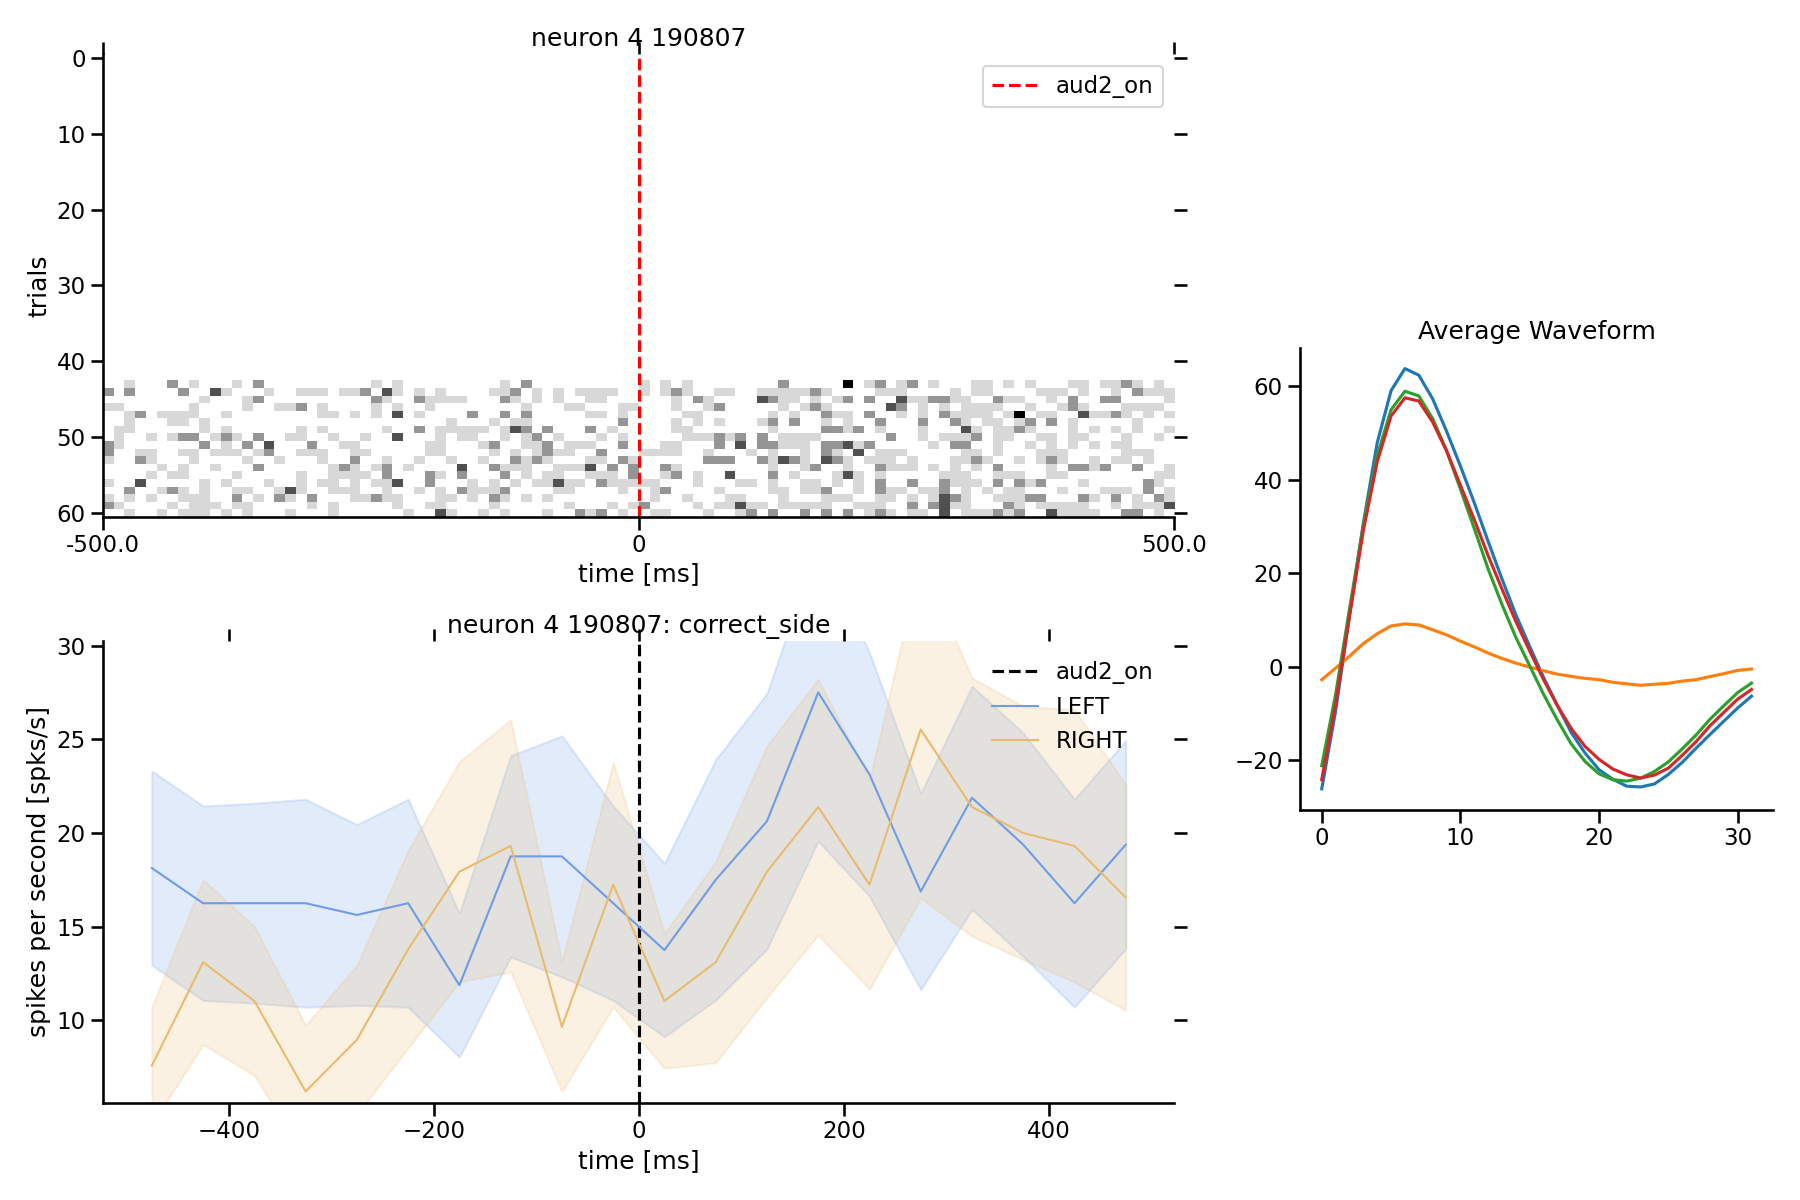 neuron 4 190807
aud2_on
0
10
20
30
40
50
60
trials
-500.0
0
500.0
time [ms]
neuron 4 190807: correct_side
aud2_on
LEFT
RIGHT
30
25
20
15
10
spikes per second [spks/s]
−400
−200
0
200
400
time [ms]
Average Waveform
60
40
20
0
−20
0
10
20
30